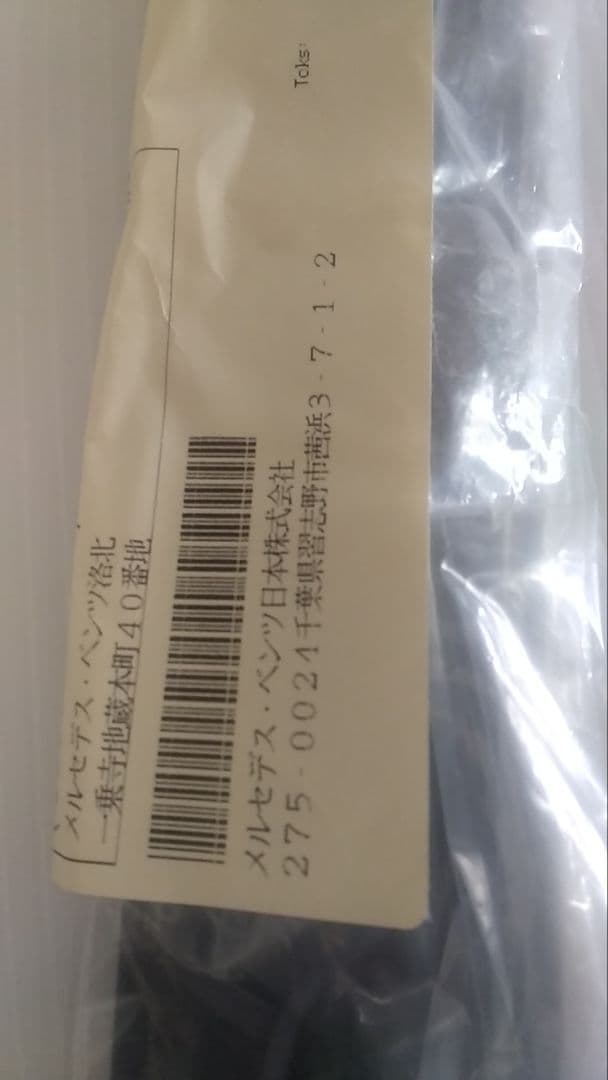 メルセデス・ベンツ洛北
一乗寺地蔵本町４０番地
メルセデス・ベンツ日本株式会社
２７５-００２４千葉県習志野市茜浜３-７-１-２
Tcks: